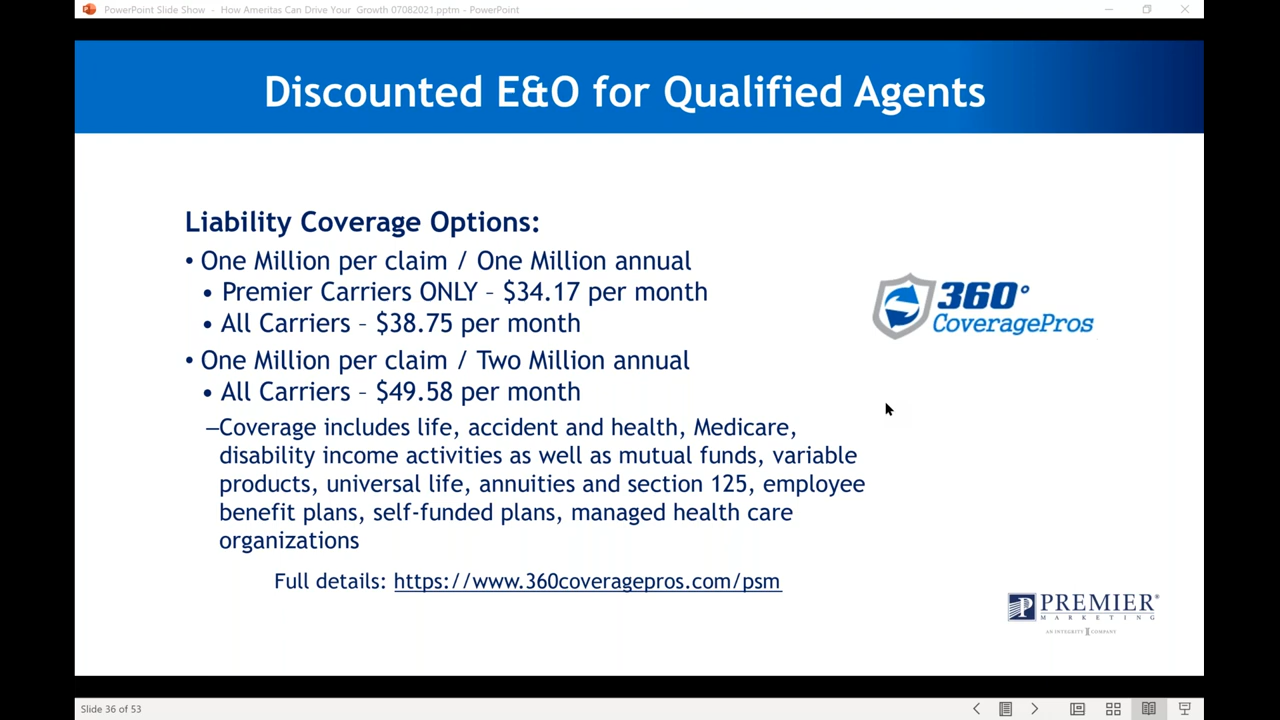 PowerPoint Slide Show - How Ameritas Can Drive Your Growth 07082021.pptm - PowerPoint
Discounted E&O for Qualified Agents
Liability Coverage Options:
• One Million per claim / One Million annual
• Premier Carriers ONLY – $34.17 per month
• All Carriers – $38.75 per month
• One Million per claim / Two Million annual
• All Carriers – $49.58 per month
–Coverage includes life, accident and health, Medicare,
disability income activities as well as mutual funds, variable
products, universal life, annuities and section 125, employee
benefit plans, self-funded plans, managed health care
organizations
Full details: https://www.360coveragepros.com/psm
360°
CoveragePros
PREMIER®
MARKETING
AN INTEGRITY COMPANY
Slide 36 of 53